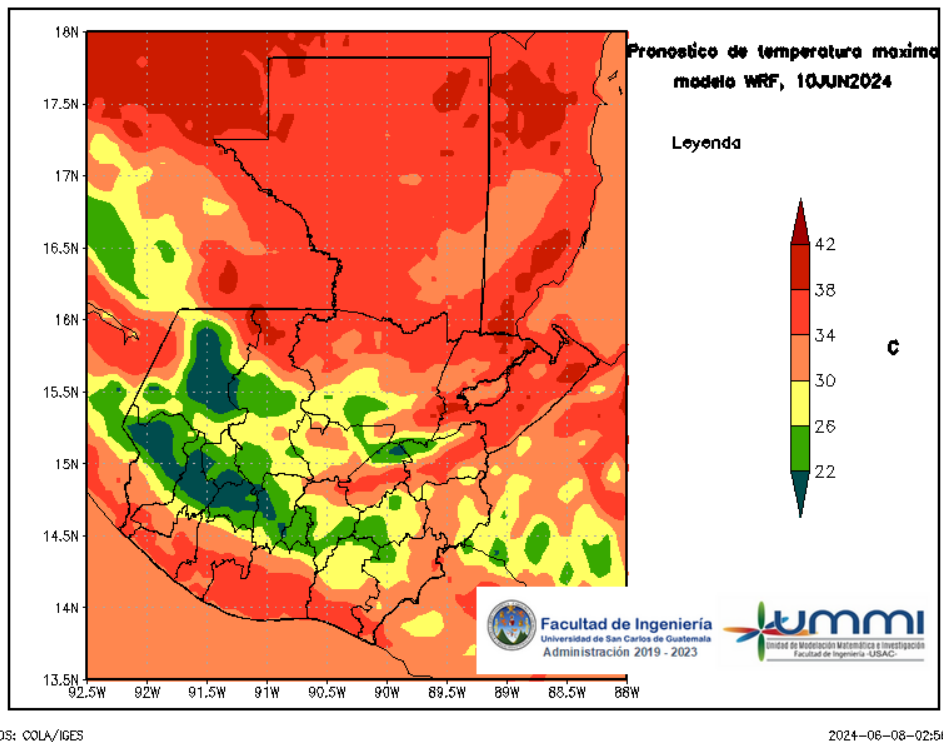 Pronostico de temperatura maxima
modelo WRF, 10JUN2024
Leyenda
42
38
34
30
26
22
C
18N
17.5N
17N
16.5N
16N
15.5N
15N
14.5N
14N
13.5N
92.5W 92W 91.5W 91W 90.5W 90W 89.5W 89W 88.5W 88W
Facultad de Ingeniería
Universidad de San Carlos de Guatemala
Administración 2019 - 2023
ummi
Unidad de Modelación Matemática e Investigación
Facultad de Ingeniería -USAC-
COLA/IGES
2024-06-08-02:5